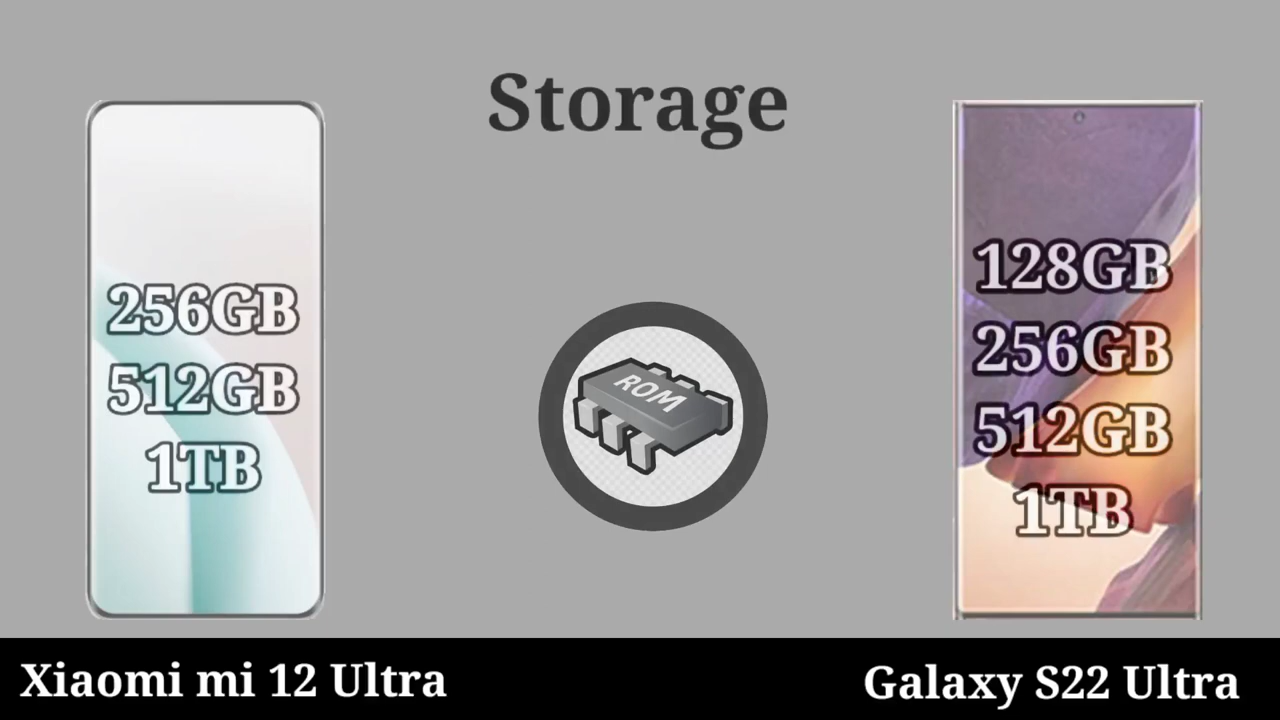 Storage
256GB
512GB
1TB
ROM
128GB
256GB
512GB
1TB
Xiaomi mi 12 Ultra
Galaxy S22 Ultra